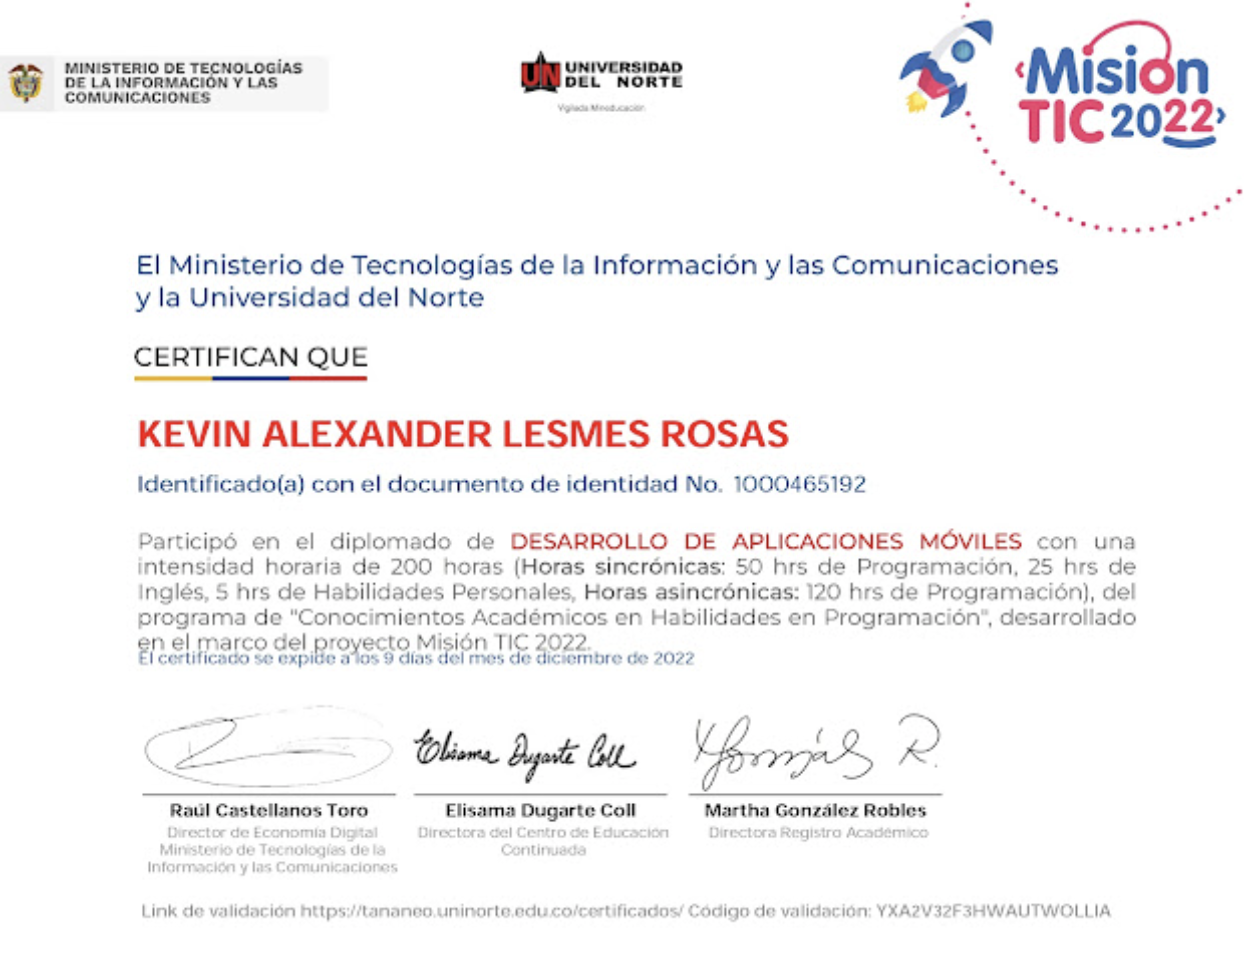 MINISTERIO DE TECNOLOGÍAS
DE LA INFORMACIÓN Y LAS
COMUNICACIONES
UN UNIVERSIDAD
DEL NORTE
Vigilada Mineducación
Misión
TIC 2022
El Ministerio de Tecnologías de la Información y las Comunicaciones
y la Universidad del Norte
CERTIFICAN QUE
KEVIN ALEXANDER LESMES ROSAS
Identificado(a) con el documento de identidad No. 1000465192
Participó en el diplomado de DESARROLLO DE APLICACIONES MÓVILES con una
intensidad horaria de 200 horas (Horas sincrónicas: 50 hrs de Programación, 25 hrs de
Inglés, 5 hrs de Habilidades Personales, Horas asincrónicas: 120 hrs de Programación), del
programa de "Conocimientos Académicos en Habilidades en Programación", desarrollado
en el marco del proyecto Misión TIC 2022.
El certificado se expide a los 9 días del mes de diciembre de 2022
Elisama Dugarte Coll
Raúl Castellanos Toro
Director de Economía Digital
Ministerio de Tecnologías de la
Información y las Comunicaciones
Elisama Dugarte Coll
Directora del Centro de Educación
Continuada
Martha González Robles
Directora Registro Académico
Link de validación https://tananeo.uninorte.edu.co/certificados/ Código de validación: YXA2V32F3HWAUTWOLLIA